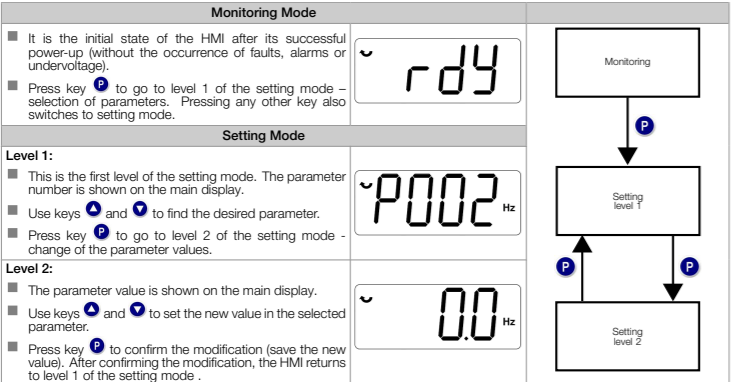 Monitoring Mode
■ It is the initial state of the HMI after its successful
power-up (without the occurrence of faults, alarms or
undervoltage).
■ Press key P to go to level 1 of the setting mode –
selection of parameters. Pressing any other key also
switches to setting mode.
rdY
Setting Mode
Level 1:
■ This is the first level of the setting mode. The parameter
number is shown on the main display.
■ Use keys and to find the desired parameter.
■ Press key P to go to level 2 of the setting mode -
change of the parameter values.
P002 Hz
Level 2:
■ The parameter value is shown on the main display.
■ Use keys and to set the new value in the selected
parameter.
■ Press key P to confirm the modification (save the new
value). After confirming the modification, the HMI returns
to level 1 of the setting mode .
0.0 Hz
Monitoring
P
Setting
level 1
P P
Setting
level 2